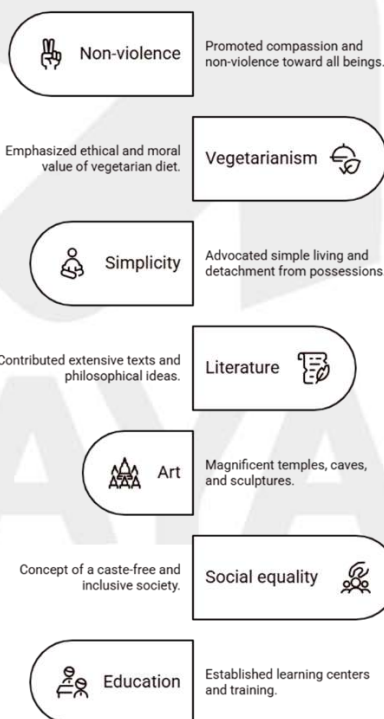 Non-violence
Promoted compassion and
non-violence toward all beings.
Emphasized ethical and moral
value of vegetarian diet.
Vegetarianism
Simplicity
Advocated simple living and
detachment from possessions
Contributed extensive texts and
philosophical ideas.
Literature
Art
Magnificent temples, caves,
and sculptures.
Concept of a caste-free and
inclusive society.
Social equality
Education
Established learning centers
and training.